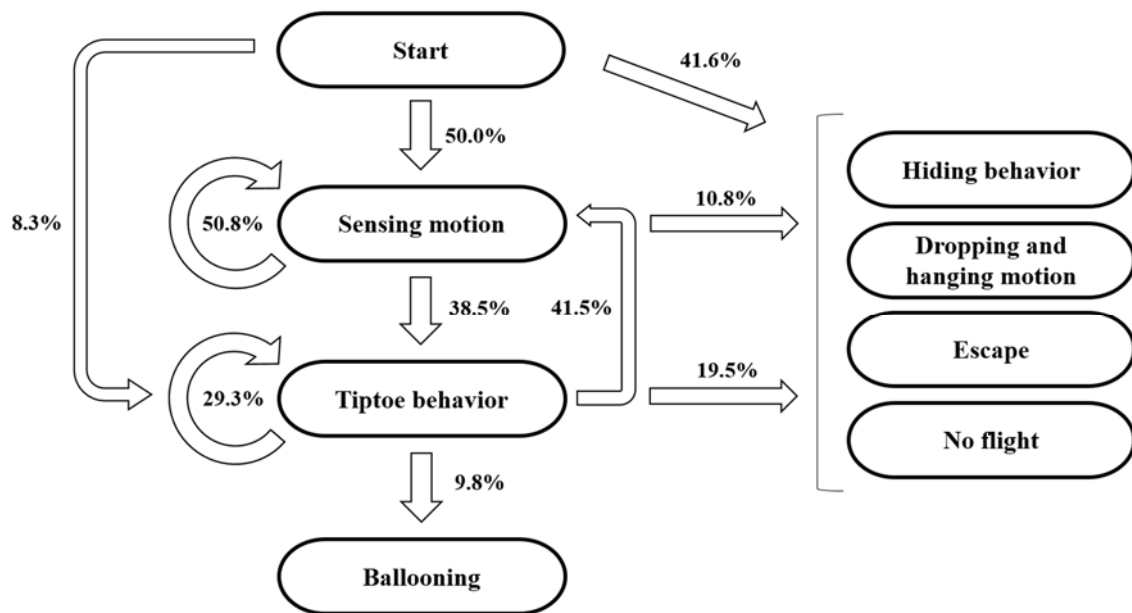 Start
41.6%
50.0%
Hiding behavior
8.3%
50.8%
Sensing motion
10.8%
Dropping and
hanging motion
38.5%
41.5%
Escape
29.3%
Tiptoe behavior
19.5%
No flight
9.8%
Ballooning